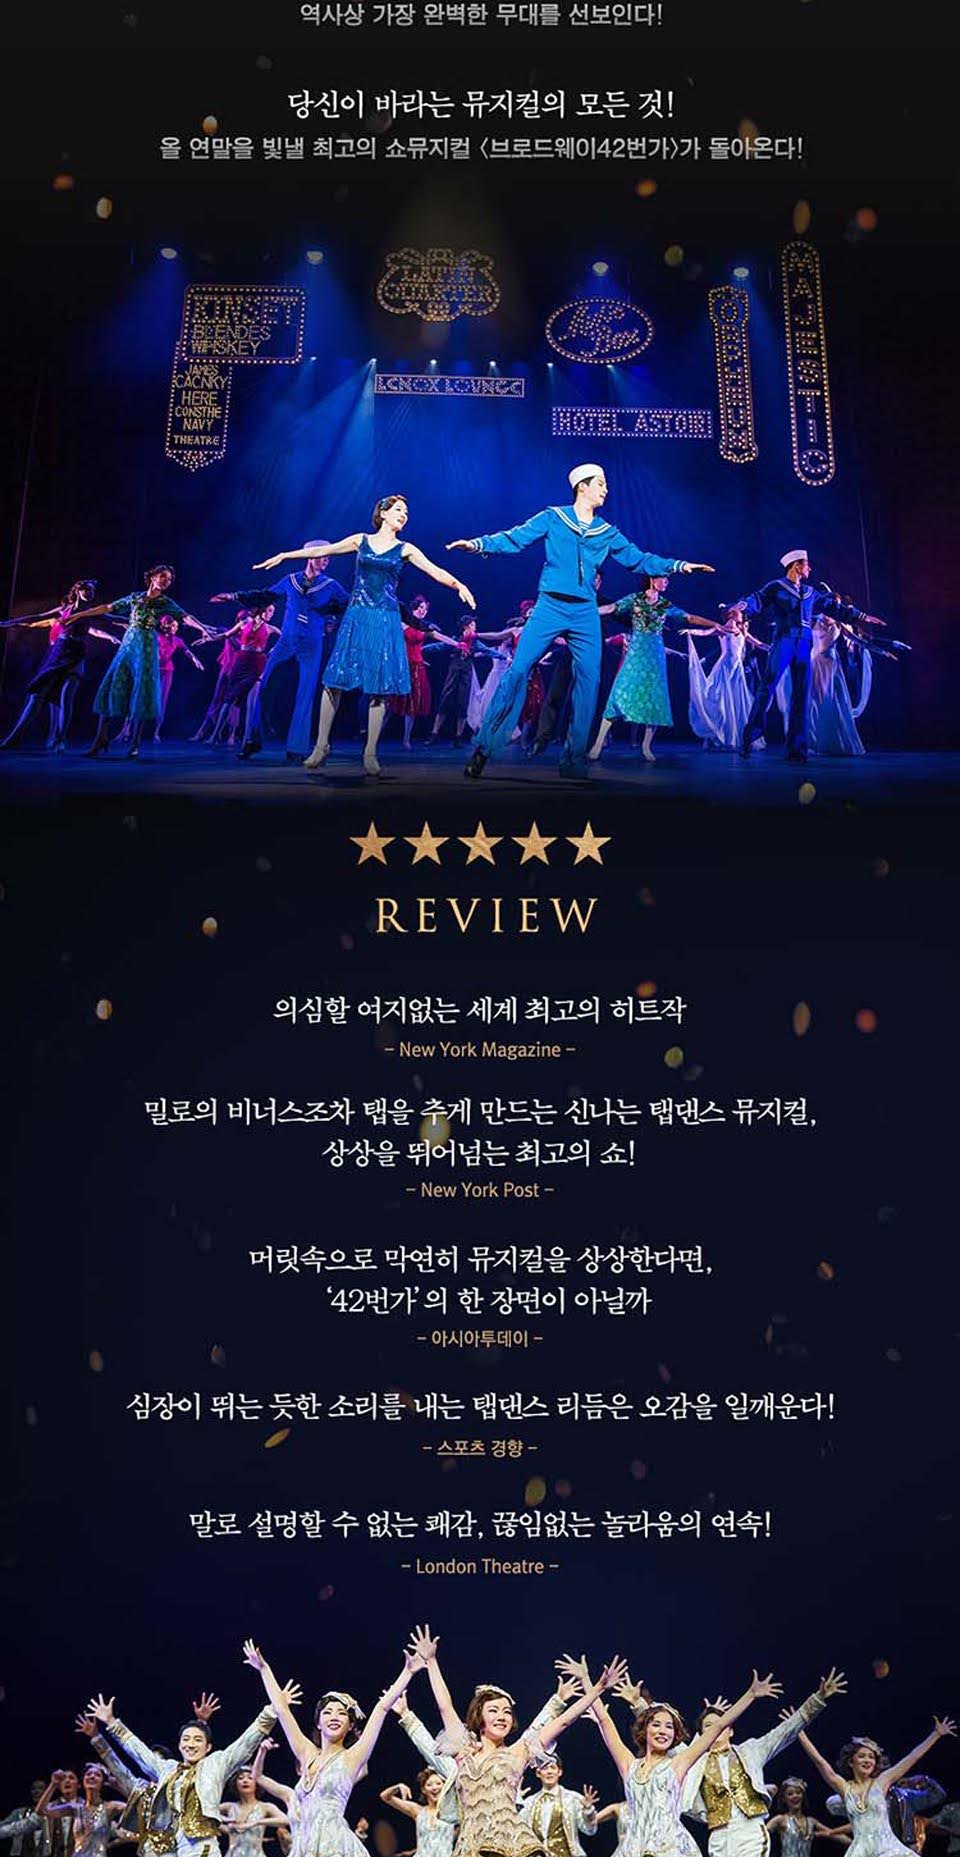 역사상 가장 완벽한 무대를 선보인다!
당신이 바라는 뮤지컬의 모든 것!
올 연말을 빛낼 최고의 쇼뮤지컬 〈브로드웨이42번가〉가 돌아온다!
BLENDES
WHISKEY
JAMES
HERE
NAVY
THEATRE
LENOX LOUNGE
HOTEL ASTOR
ORPHEUM
MAJESTIC
REVIEW
의심할 여지없는 세계 최고의 히트작
– New York Magazine –
밀로의 비너스조차 탭을 추게 만드는 신나는 탭댄스 뮤지컬,
상상을 뛰어넘는 최고의 쇼!
– New York Post –
머릿속으로 막연히 뮤지컬을 상상한다면,
‘42번가’의 한 장면이 아닐까
– 아시아투데이 –
심장이 뛰는 듯한 소리를 내는 탭댄스 리듬은 오감을 일깨운다!
– 스포츠 경향 –
말로 설명할 수 없는 쾌감, 끊임없는 놀라움의 연속!
– London Theatre –